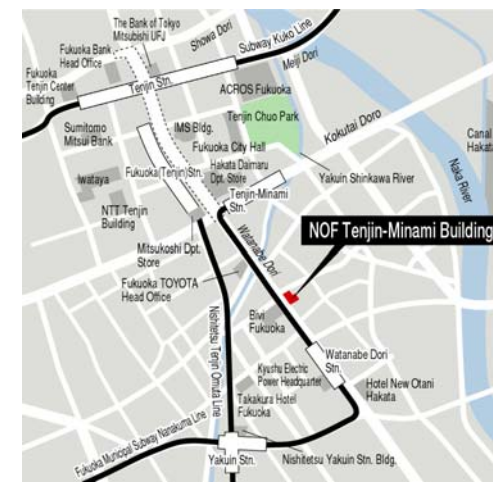 The Bank of Tokyo
Mitsubishi UFJ
Showa Dori
Subway Kuko Line
Fukuoka Bank
Head Office
Meiji Dori
Fukuoka
Tenjin Center
Building
Tenjin Stn.
ACROS Fukuoka
Tenjin Chuo Park
Kokutai Doro
Sumitomo
Mitsui Bank
IMS Bldg.
Canal
Hakata
Fukuoka City Hall
Iwataya
Fukuoka(Tenjin)Stn.
Hakata Daimaru
Dpt. Store
Yakuin Shinkawa River
Naka River
Tenjin-Minami
Stn.
NTT Tenjin
Building
NOF Tenjin-Minami Building
Mitsukoshi Dpt.
Store
Watanabe Dori
Fukuoka TOYOTA
Head Office
Nishitetsu Tenjin Omuta Line
Bivi
Fukuoka
Watanabe Dori
Stn.
Kyushu Electric
Power Headquarter
Hotel New Otani
Hakata
Takakura Hotel
Fukuoka
Fukuoka Municipal Subway Nanakuma Line
Yakuin Stn.
Nishitetsu Yakuin Stn. Bldg.